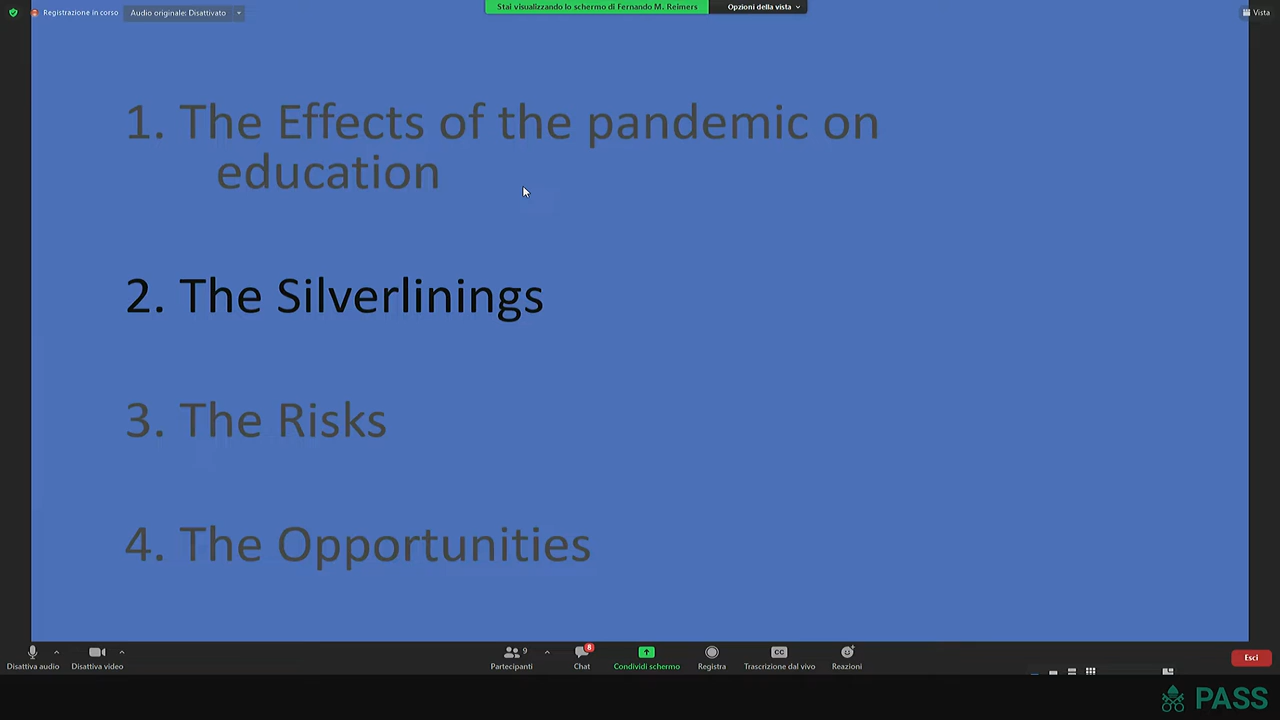 Registrazione in corso
Audio originale: Disattivato
Stai visualizzando lo schermo di Fernando M. Reimers
Opzioni della vista
Vista
1. The Effects of the pandemic on
education
2. The Silverlinings
3. The Risks
4. The Opportunities
Disattiva audio
Disattiva video
Partecipanti
9
Chat
8
Condividi schermo
Registra
CC
Trascrizione dal vivo
Reazioni
Esci
PASS